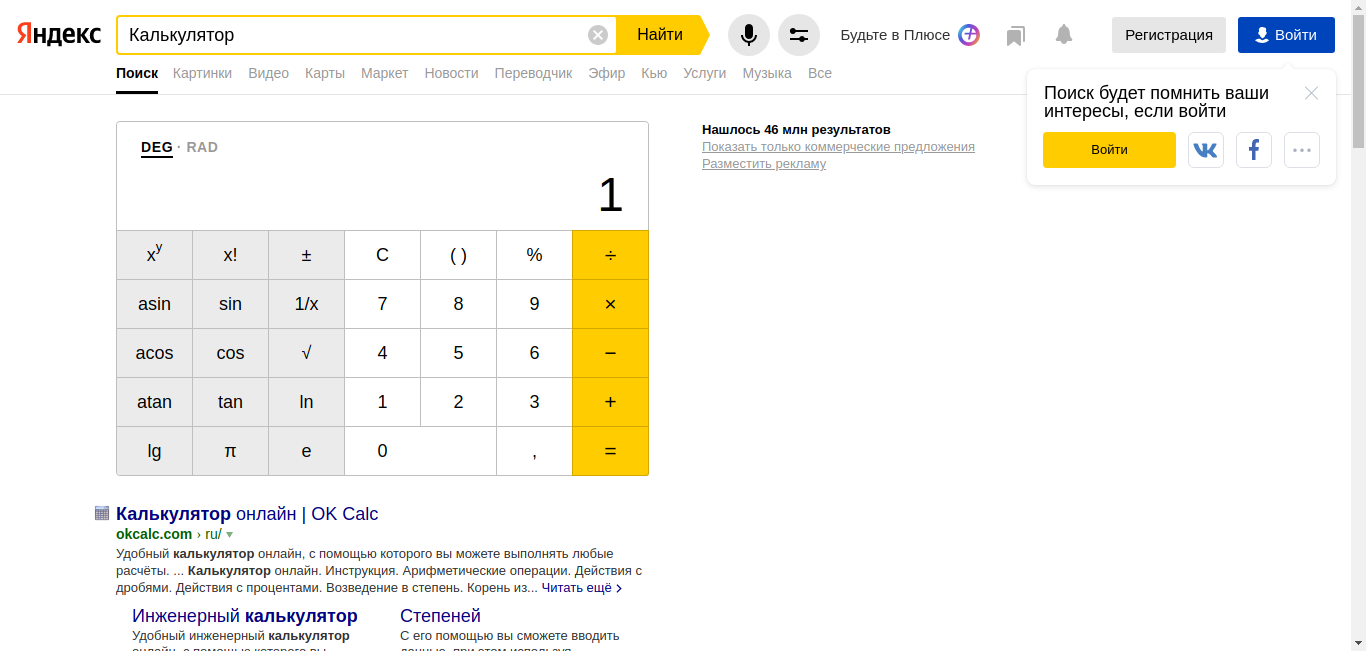 Яндекс
Калькулятор
Найти
Будьте в Плюсе
Регистрация
Войти
Поиск Картинки Видео Карты Маркет Новости Переводчик Эфир Кью Услуги Музыка Все
Поиск будет помнить ваши
интересы, если войти
Войти
DEG · RAD
1
xʸ x! ± C ( ) % ÷
asin sin 1/x 7 8 9 ×
acos cos √ 4 5 6 −
atan tan ln 1 2 3 +
lg π e 0 , =
Нашлось 46 млн результатов
Показать только коммерческие предложения
Разместить рекламу
Калькулятор онлайн | OK Calc
okcalc.com › ru/
Удобный калькулятор онлайн, с помощью которого вы можете выполнять любые
расчёты. ... Калькулятор онлайн. Инструкция. Арифметические операции. Действия с
дробями. Действия с процентами. Возведение в степень. Корень из... Читать ещё ›
Инженерный калькулятор
Удобный инженерный калькулятор
Степеней
С его помощью вы сможете вводить